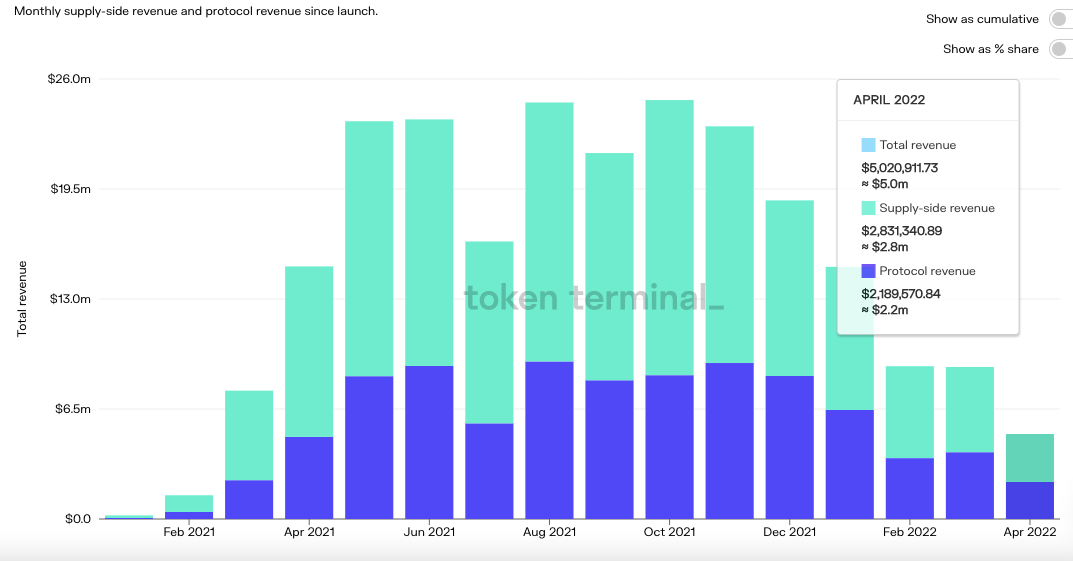 Monthly supply-side revenue and protocol revenue since launch.
Show as cumulative
Show as % share
Total revenue
$26.0m
$19.5m
$13.0m
$6.5m
$0.0
APRIL 2022
Total revenue
$5,020,911.73
≈ $5.0m
Supply-side revenue
$2,831,340.89
≈ $2.8m
Protocol revenue
$2,189,570.84
≈ $2.2m
token terminal_
Feb 2021
Apr 2021
Jun 2021
Aug 2021
Oct 2021
Dec 2021
Feb 2022
Apr 2022